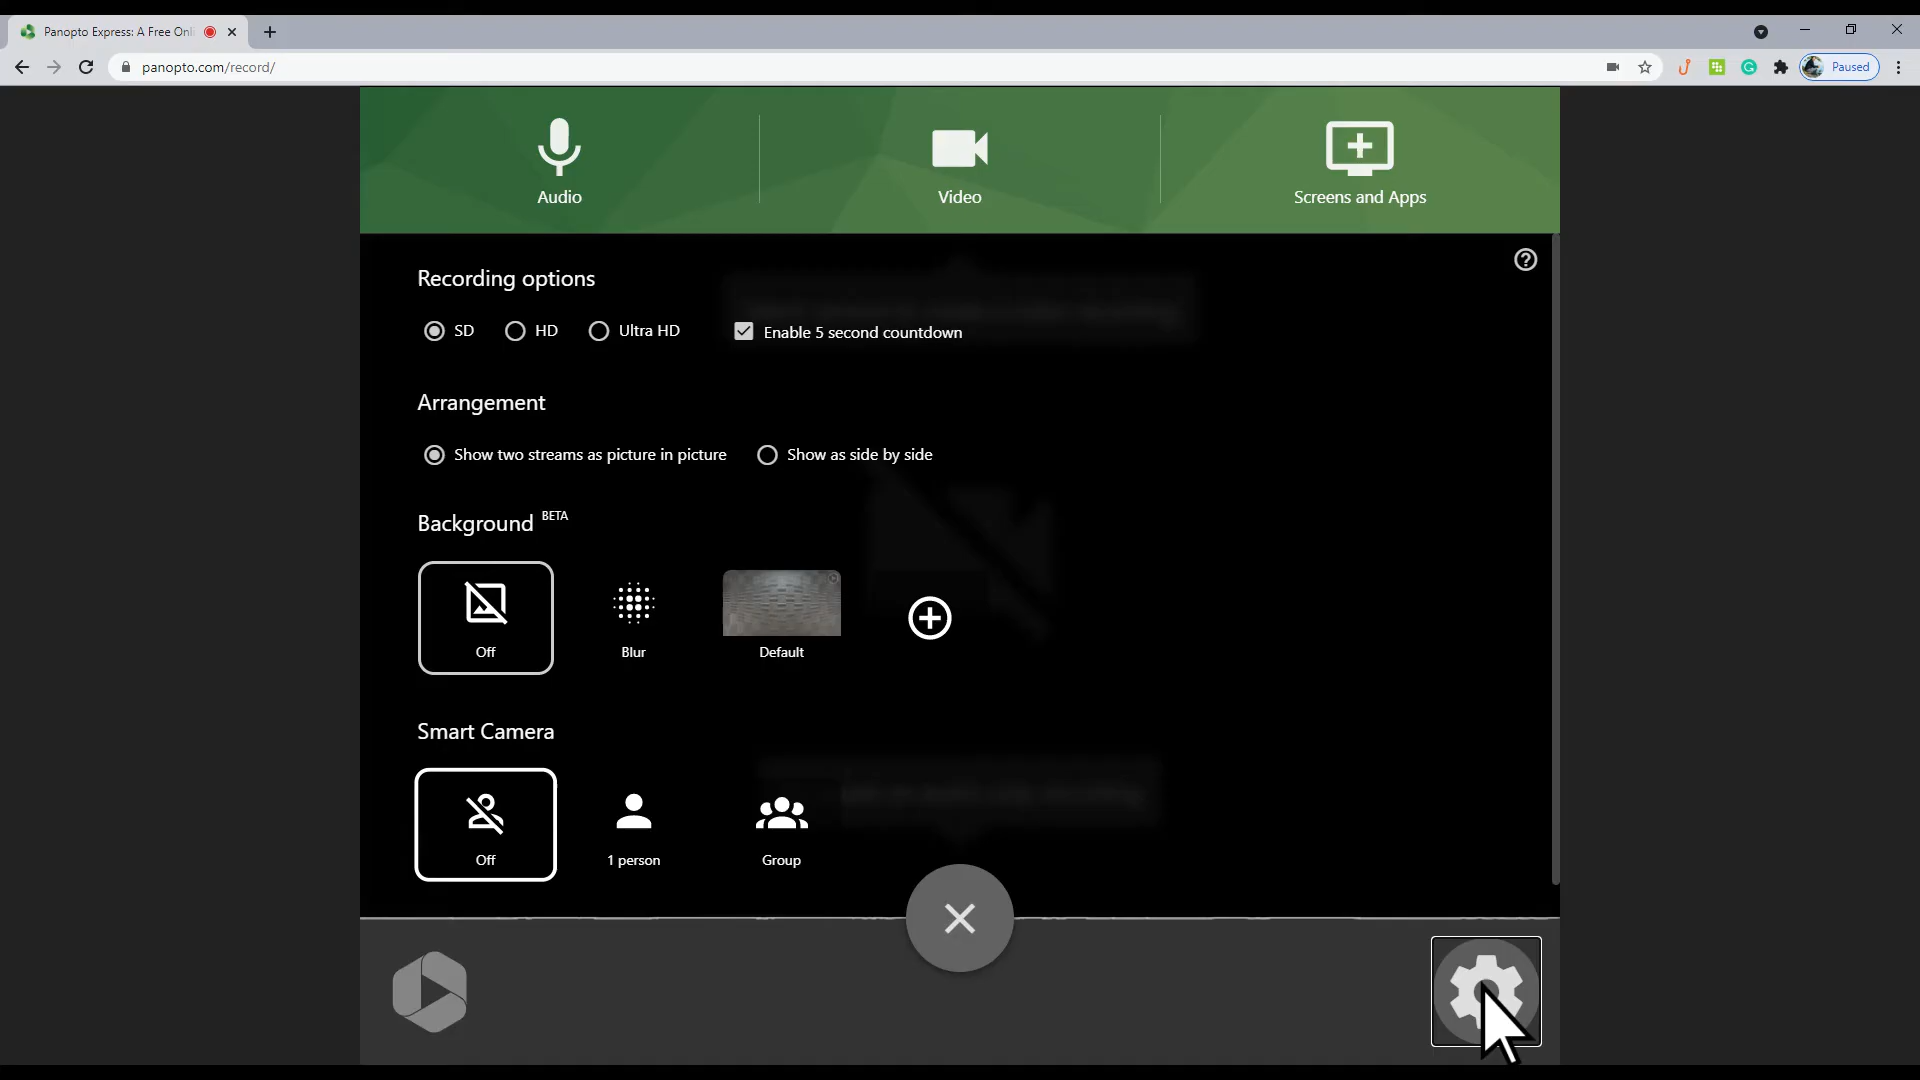 Panopto Express: A Free Onli
panopto.com/record/
Paused
Audio
Video
Screens and Apps
Recording options
SD
HD
Ultra HD
Enable 5 second countdown
Arrangement
Show two streams as picture in picture
Show as side by side
Background BETA
Off
Blur
Default
Smart Camera
Off
1 person
Group